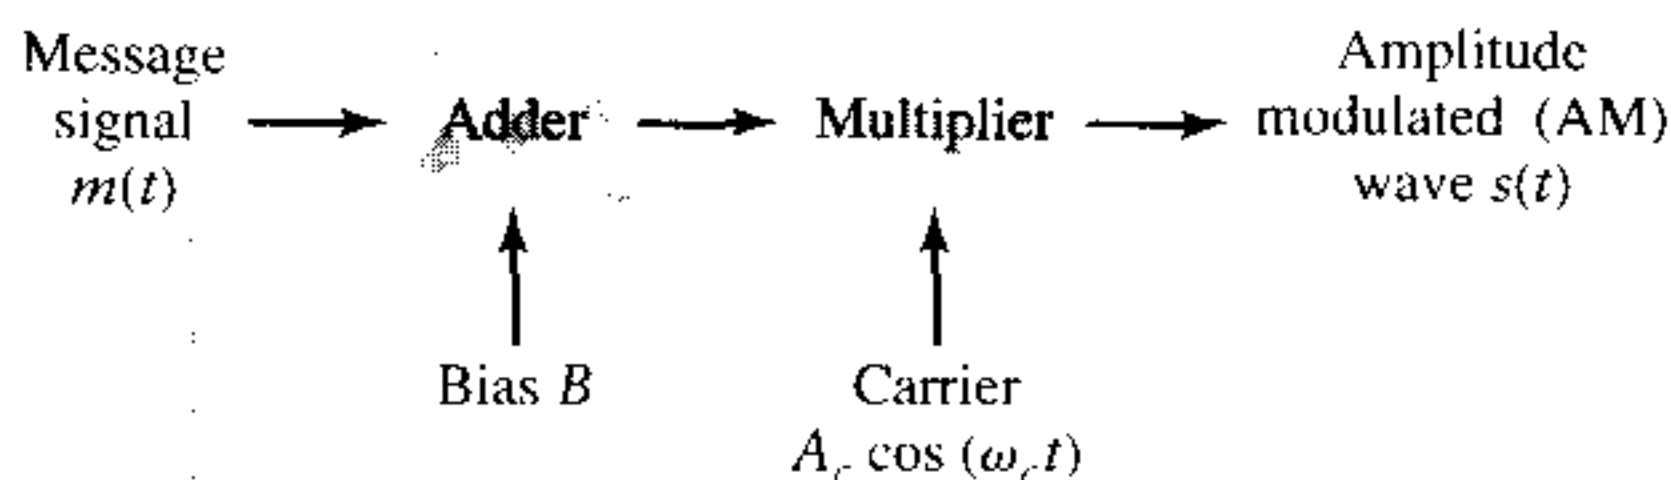 Message
signal
m(t)
Adder
Multiplier
Amplitude
modulated (AM)
wave s(t)
Bias B
Carrier
A_c cos (ω_c t)